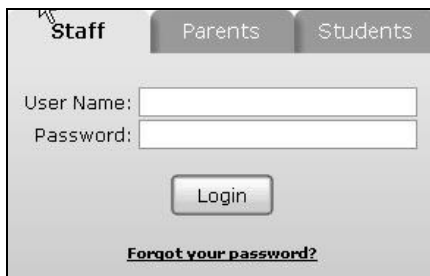 Staff Parents Students
User Name:
Password:
Login
Forgot your password?